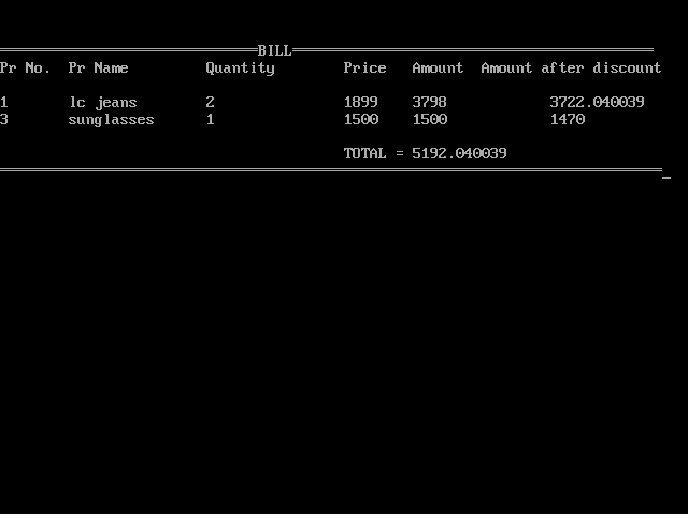 BILL
Pr No. Pr Name Quantity Price Amount Amount after discount
1 lc jeans 2 1899 3798 3722.040039
3 sunglasses 1 1500 1500 1470
TOTAL = 5192.040039